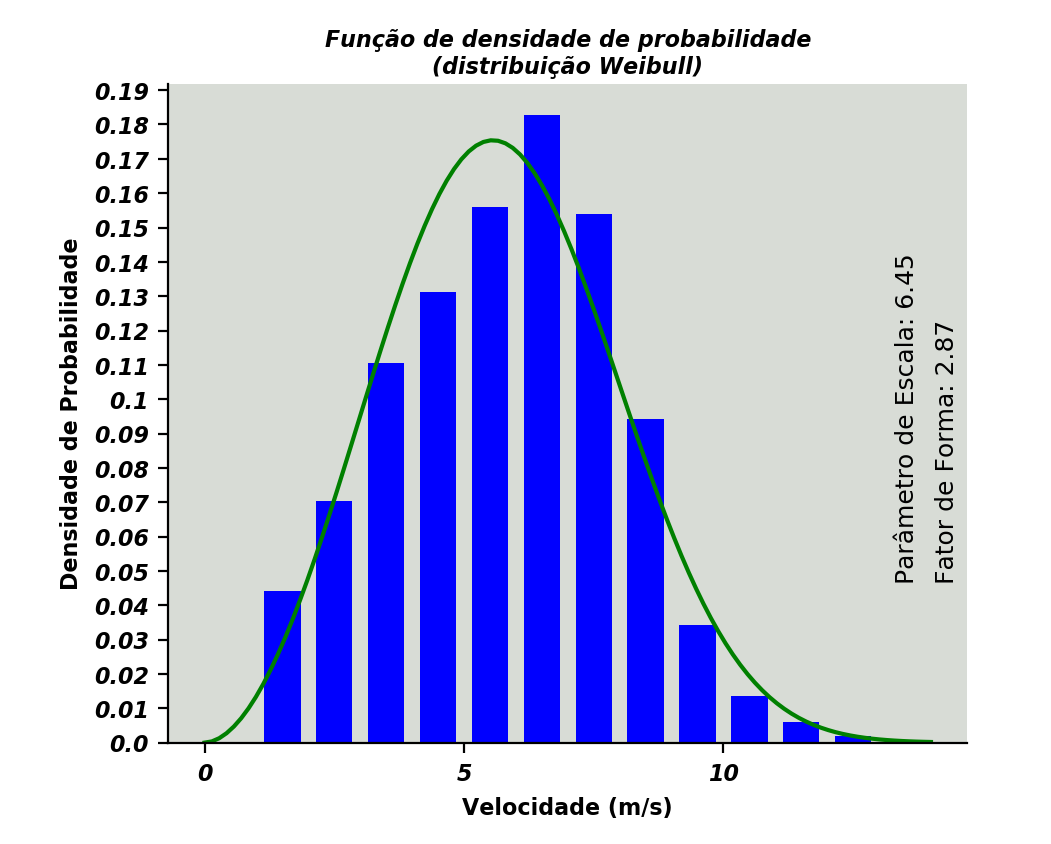 Função de densidade de probabilidade
(distribuição Weibull)
0.19
0.18
0.17
0.16
0.15
0.14
0.13
0.12
0.11
0.1
0.09
0.08
0.07
0.06
0.05
0.04
0.03
0.02
0.01
0.0
Densidade de Probabilidade
Parâmetro de Escala: 6.45
Fator de Forma: 2.87
0 5 10
Velocidade (m/s)